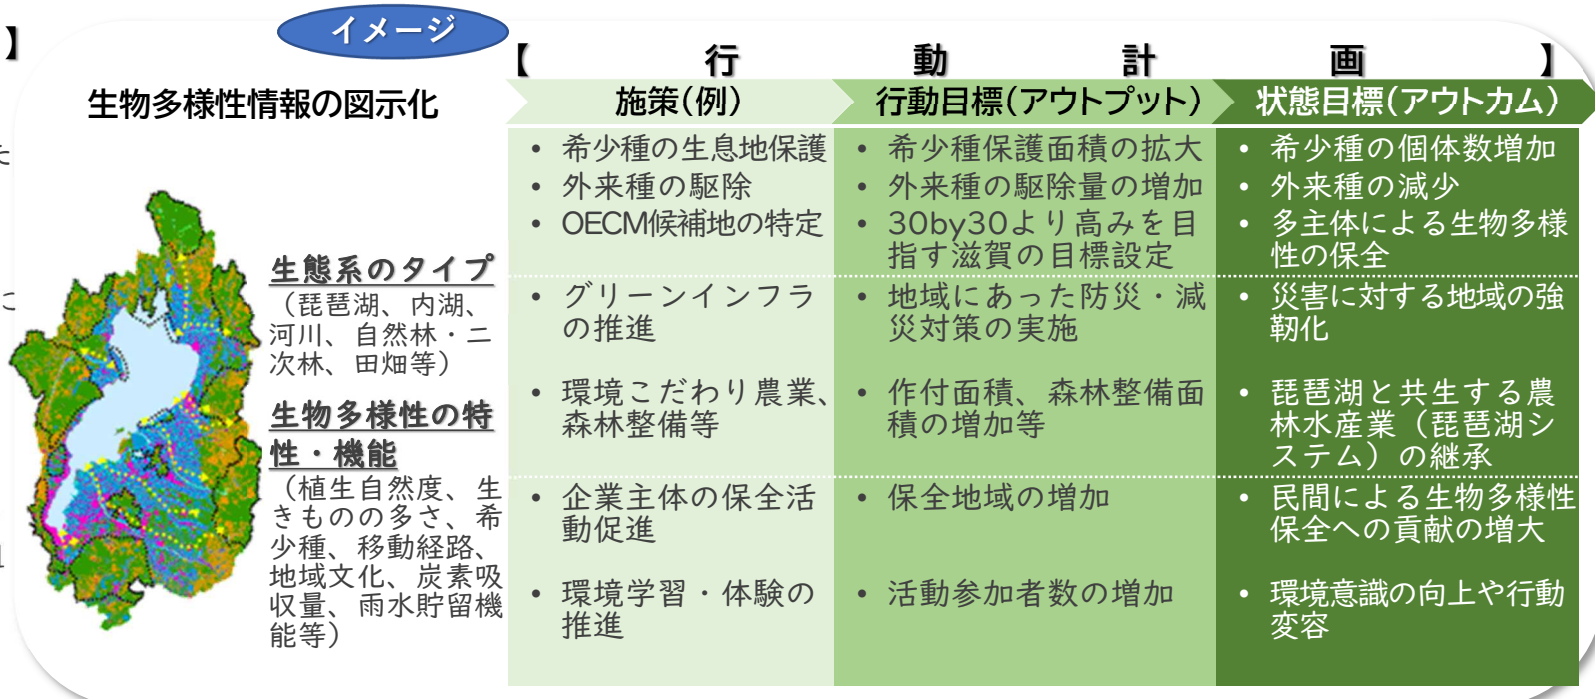 】
イメージ
【行動計画】
生物多様性情報の図示化
施策(例)
行動目標(アウトプット)
状態目標(アウトカム)
生態系のタイプ
（琵琶湖、内湖、
河川、自然林・二
次林、田畑等）
生物多様性の特
性・機能
（植生自然度、生
きものの多さ、希
少種、移動経路、
地域文化、炭素吸
収量、雨水貯留機
能等）
• 希少種の生息地保護
• 外来種の駆除
• OECM候補地の特定
• グリーンインフラ
の推進
• 環境こだわり農業、
森林整備等
• 企業主体の保全活
動促進
• 環境学習・体験の
推進
• 希少種保護面積の拡大
• 外来種の駆除量の増加
• 30by30より高みを目
指す滋賀の目標設定
• 地域にあった防災・減
災対策の実施
• 作付面積、森林整備面
積の増加等
• 保全地域の増加
• 活動参加者数の増加
• 希少種の個体数増加
• 外来種の減少
• 多主体による生物多様
性の保全
• 災害に対する地域の強
靭化
• 琵琶湖と共生する農
林水産業（琵琶湖シ
ステム）の継承
• 民間による生物多様性
保全への貢献の増大
• 環境意識の向上や行動
変容